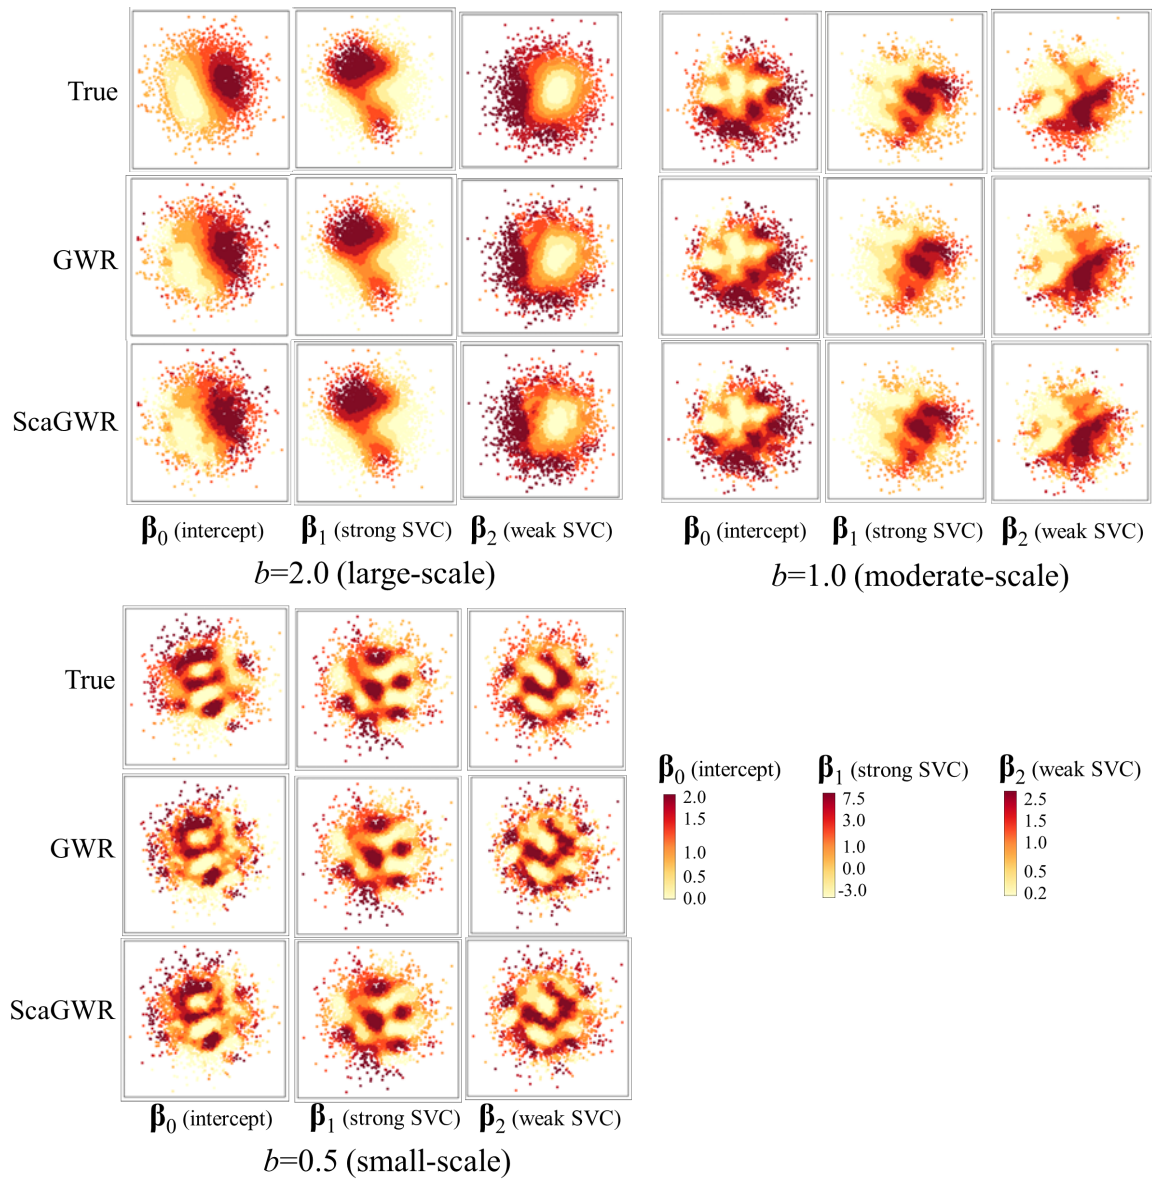 True
GWR
ScaGWR
β0 (intercept) β1 (strong SVC) β2 (weak SVC)
b=2.0 (large-scale)
β0 (intercept) β1 (strong SVC) β2 (weak SVC)
b=1.0 (moderate-scale)
True
GWR
ScaGWR
β0 (intercept) β1 (strong SVC) β2 (weak SVC)
b=0.5 (small-scale)
β0 (intercept)
2.0
1.5
1.0
0.5
0.0
β1 (strong SVC)
7.5
3.0
1.0
0.0
-3.0
β2 (weak SVC)
2.5
1.5
1.0
0.5
0.2